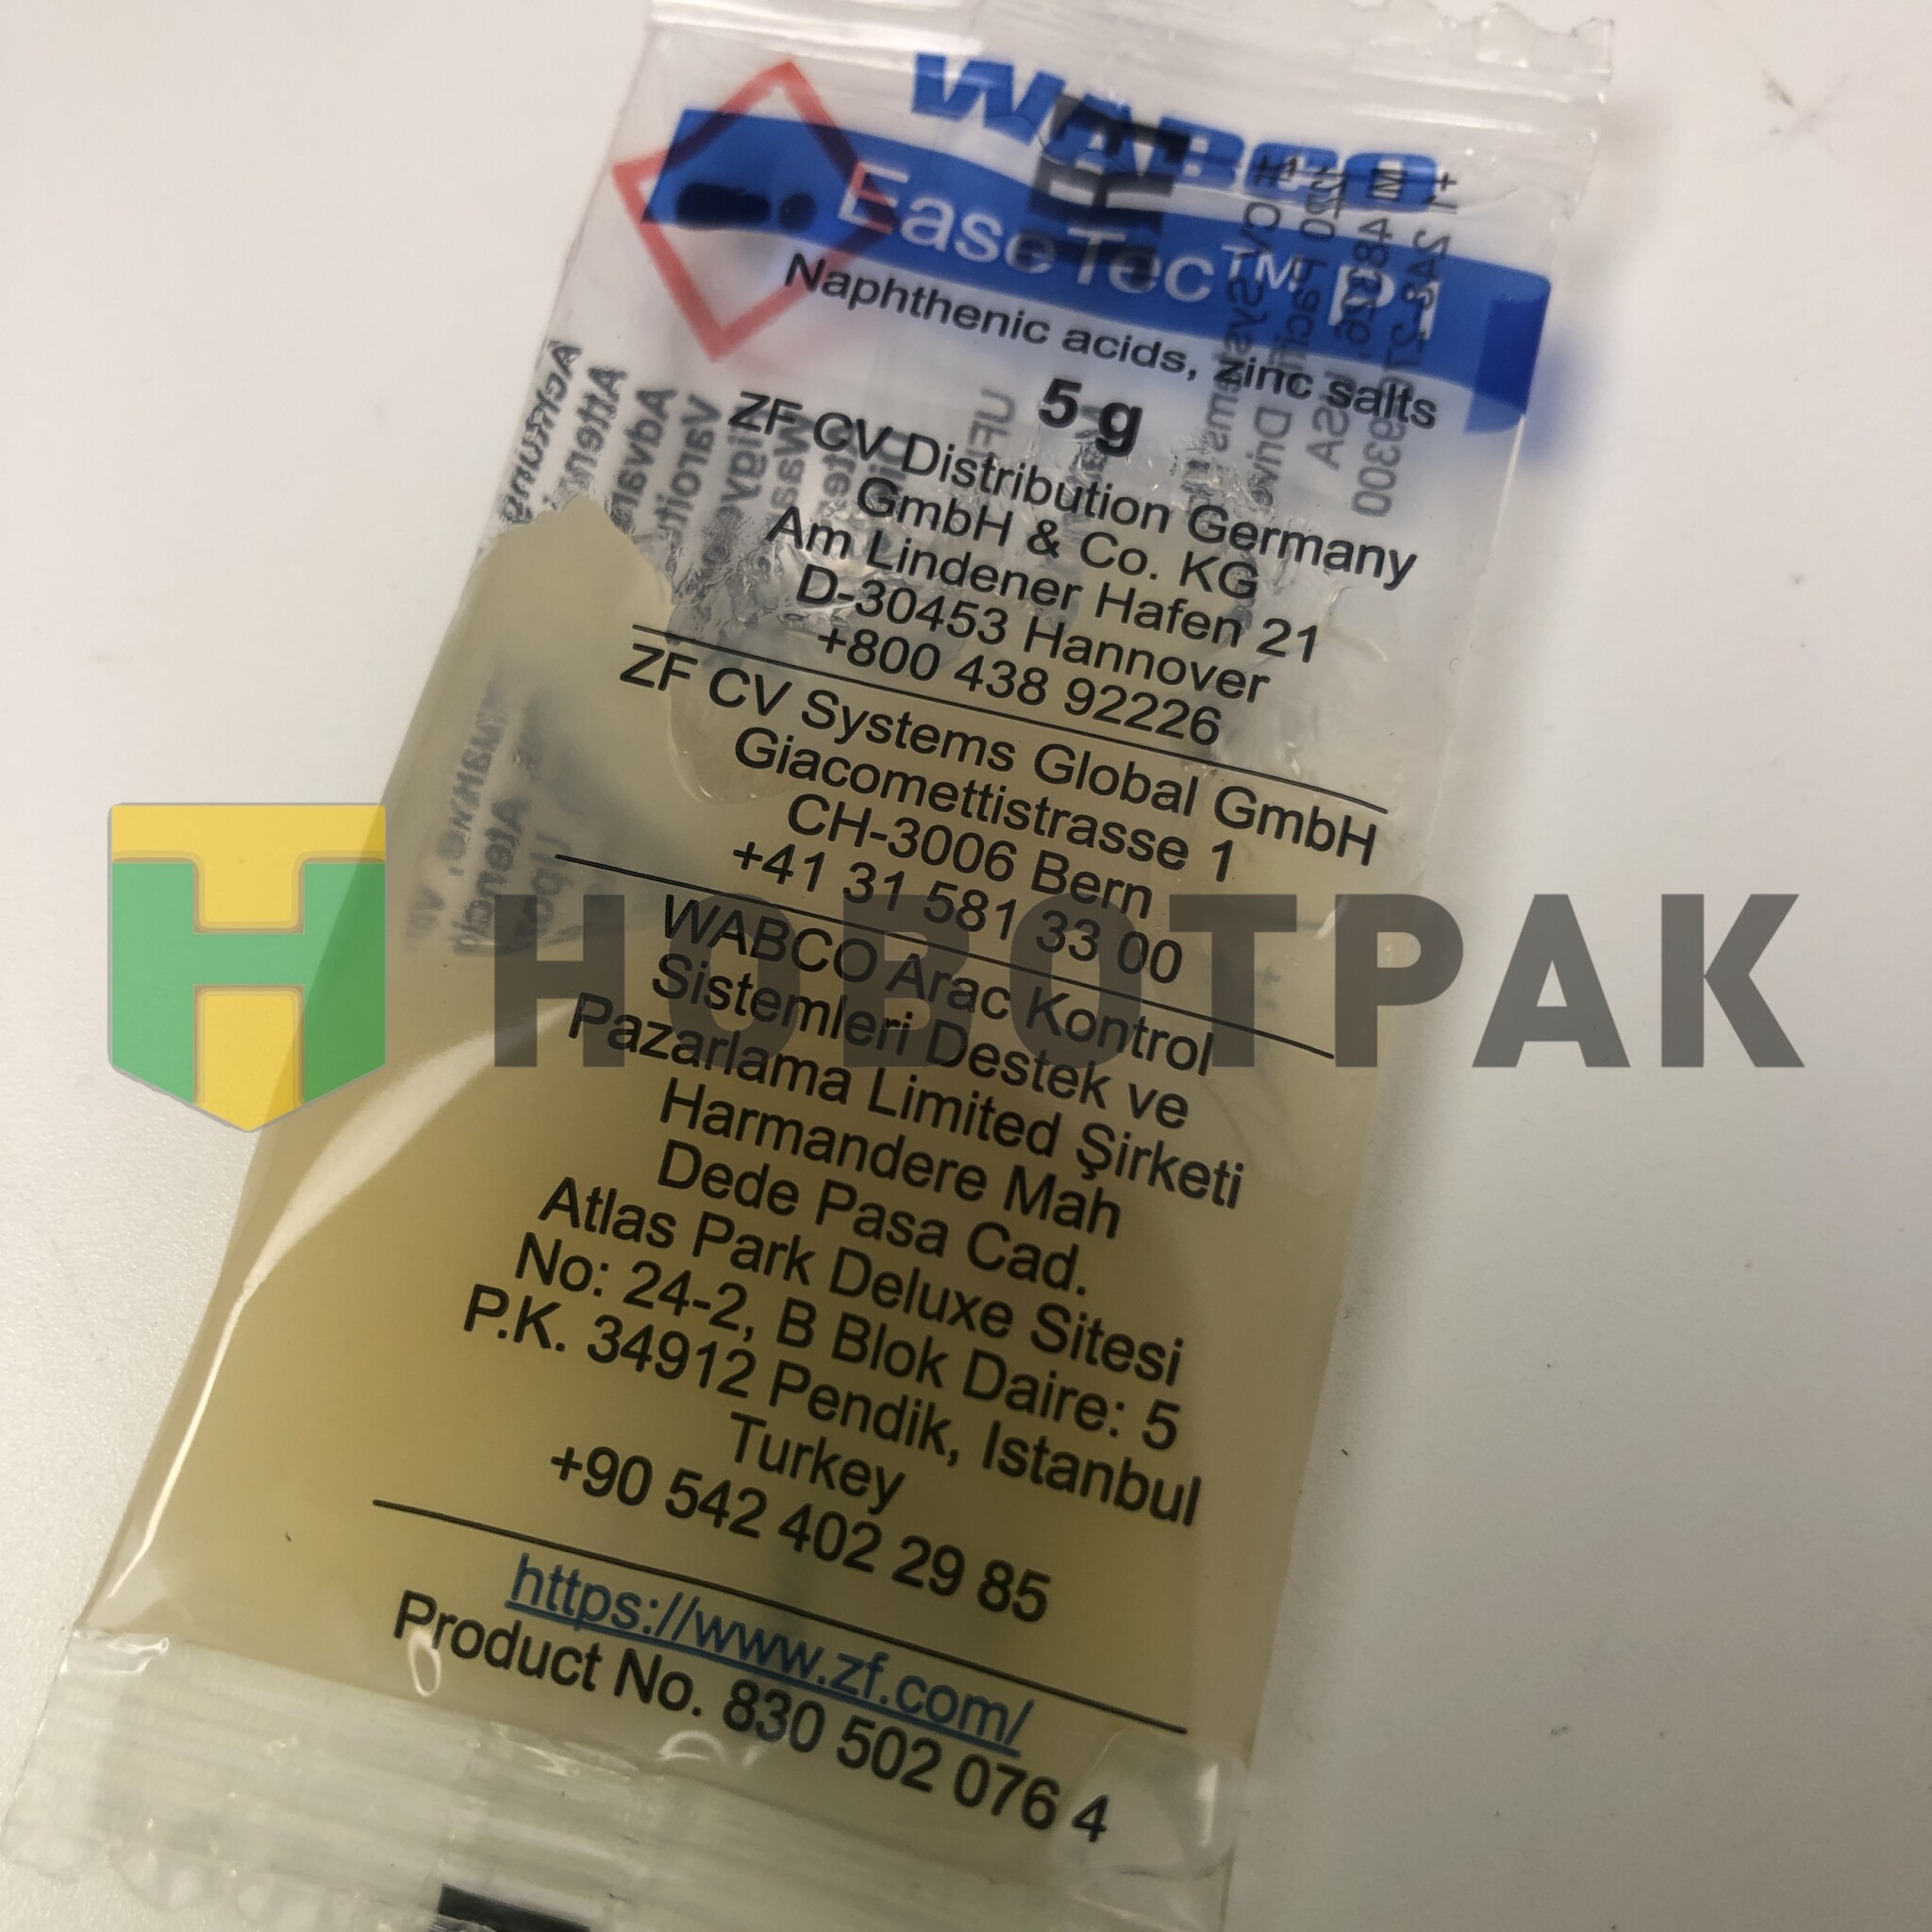 WABCO
EaseTec™ P1
Naphthenic acids, zinc salts
5 g
ZF CV Distribution Germany
GmbH & Co. KG
Am Lindener Hafen 21
D-30453 Hannover
+800 438 92226
ZF CV Systems Global GmbH
Giacomettistrasse 1
CH-3006 Bern
+41 31 581 33 00
WABCO Arac Kontrol
Sistemleri Destek ve
Pazarlama Limited Şirketi
Harmandere Mah
Dede Pasa Cad.
Atlas Park Deluxe Sitesi
No: 24-2, B Blok Daire: 5
P.K. 34912 Pendik, Istanbul
Turkey
+90 542 402 29 85
https://www.zf.com/
Product No. 830 502 076 4
НОВОТРАК